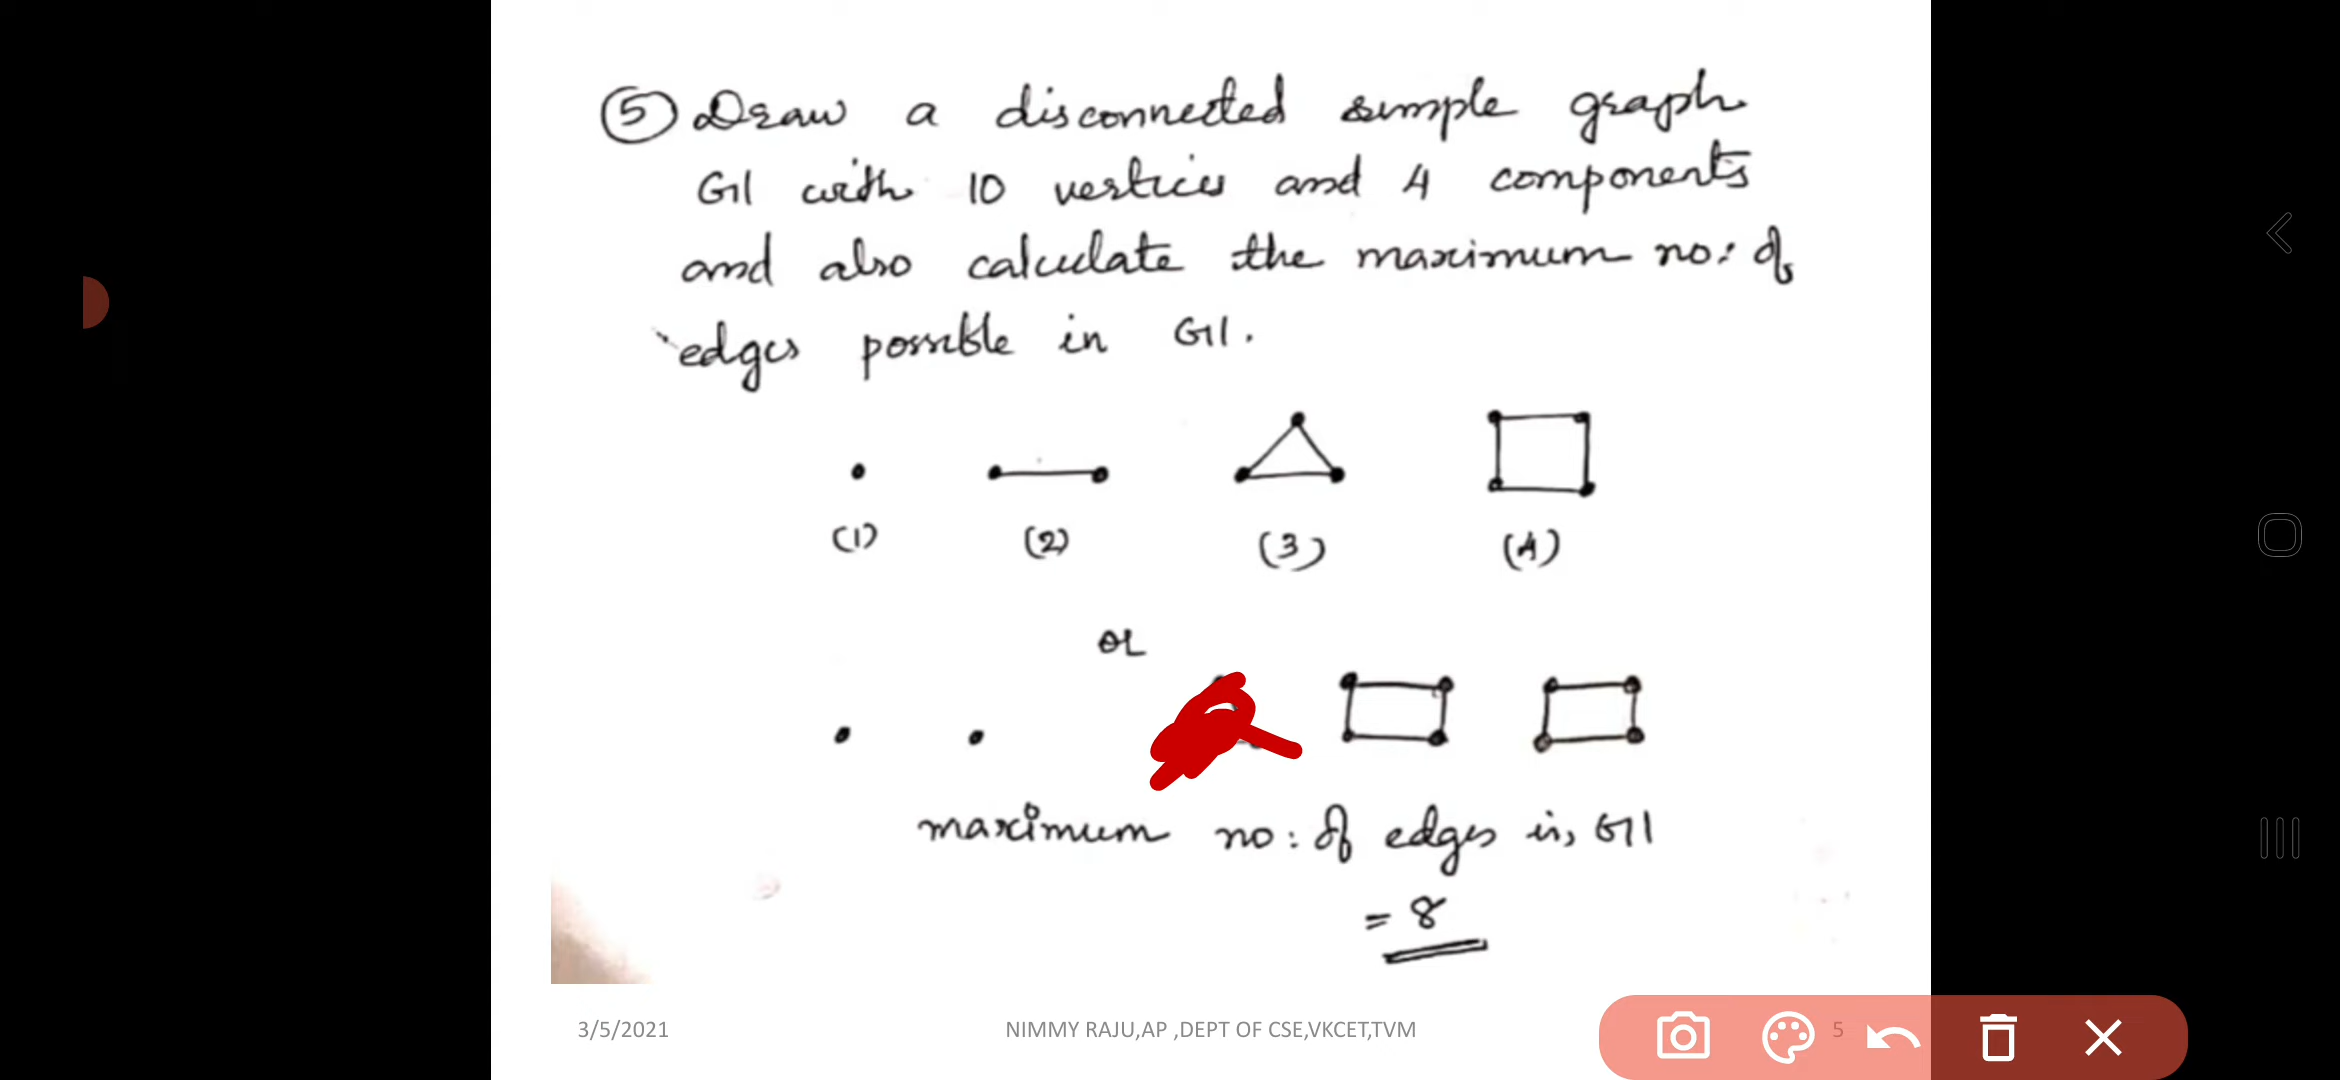 5 Draw a disconnected simple graph
G1 with 10 vertices and 4 components
and also calculate the maximum no: of
edges possible in G1.
(1) (2) (3) (4)
or
maximum no: of edges in G1
= 8
3/5/2021 NIMMY RAJU,AP ,DEPT OF CSE,VKCET,TVM 5